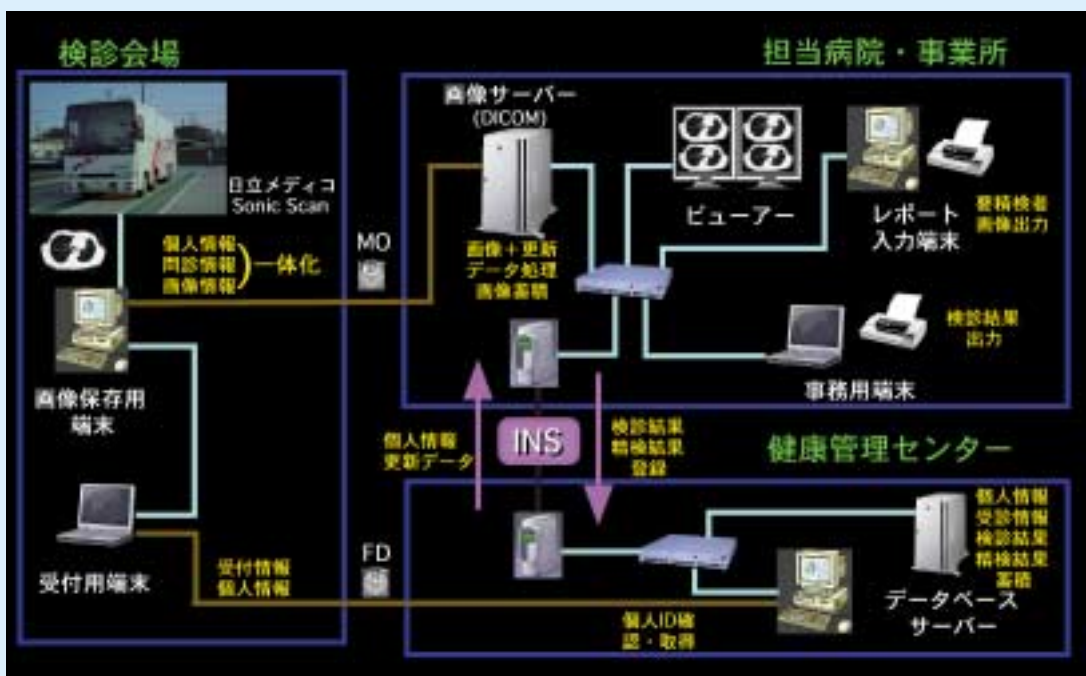 検診会場
日立メディコ
Sonic Scan
個人情報
問診情報
画像情報
一体化
画像保存用
端末
受付用端末
受付情報
個人情報
MO
FD
担当病院・事業所
画像サーバー
(DICOM)
画像+更新
データ処理
画像蓄積
ビューアー
レポート
入力端末
要精検者
画像出力
検診結果
出力
事務用端末
個人情報
更新データ
INS
検診結果
精検結果
登録
健康管理センター
個人情報
受診情報
検診結果
精検結果
蓄積
データベース
サーバー
個人ID確
認・取得